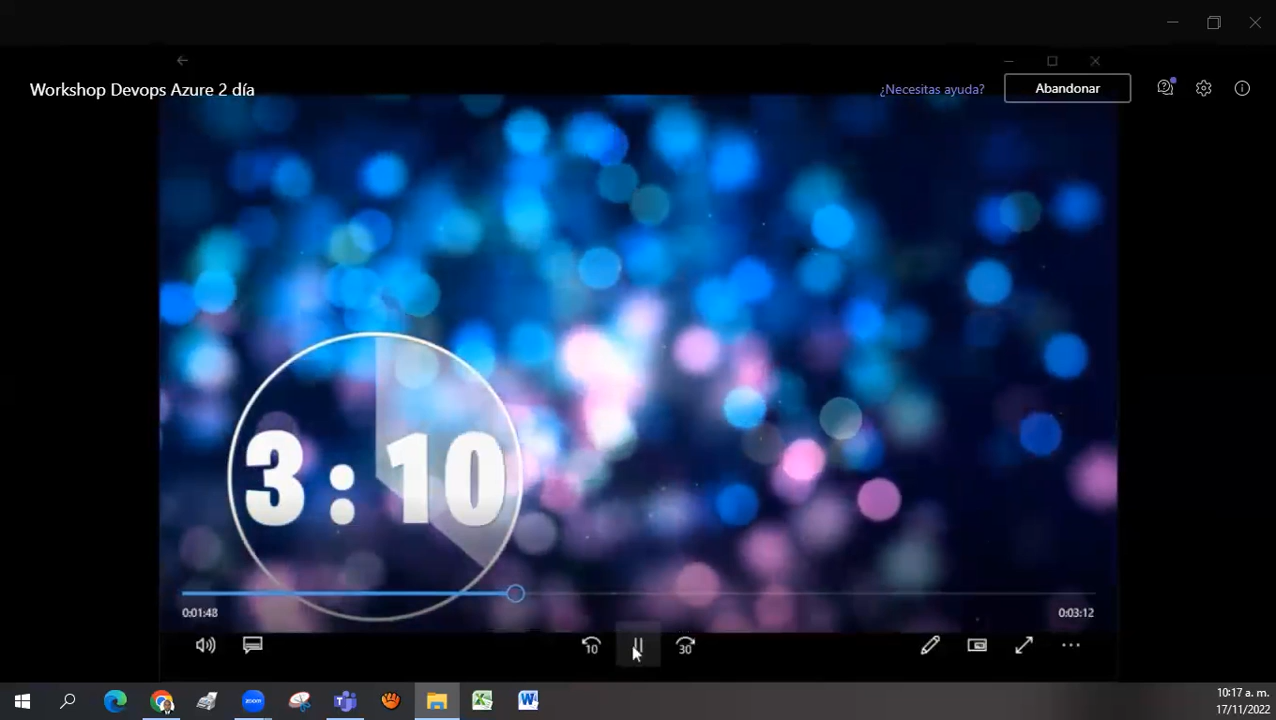 Workshop Devops Azure 2 día
¿Necesitas ayuda?
Abandonar
3:10
0:01:48
0:03:12
10
30
zoom
10:17 a. m.
17/11/2022